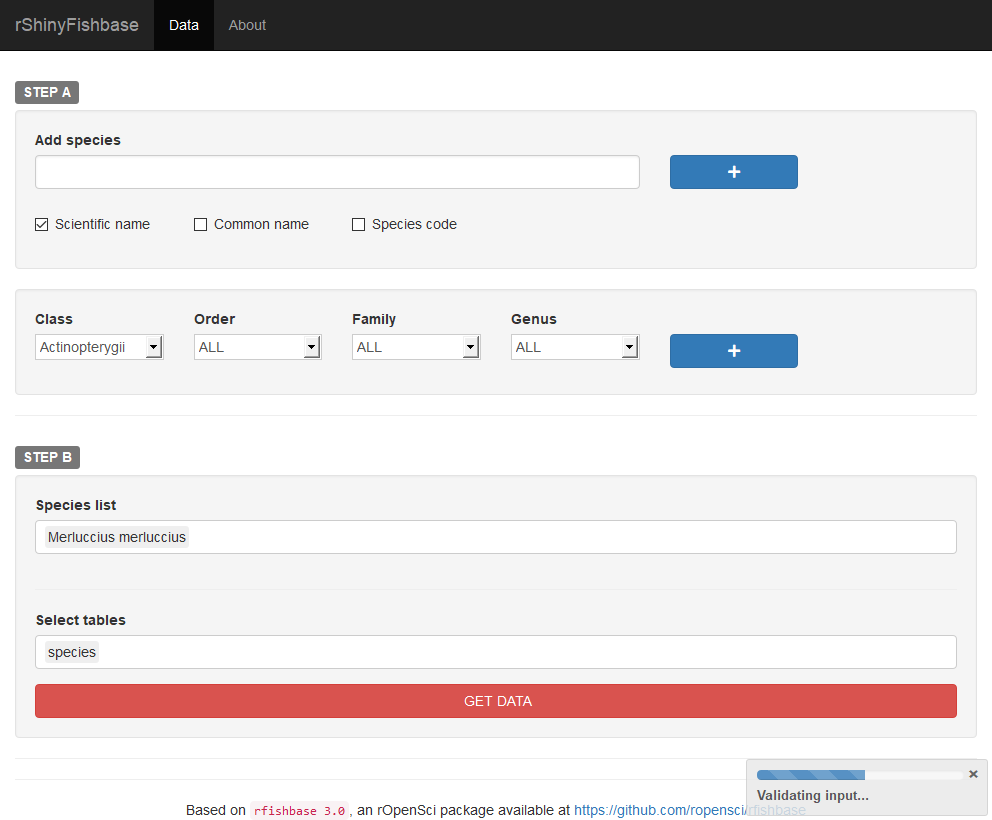 rShinyFishbase Data About
STEP A
Add species
+
Scientific name Common name Species code
Class Order Family Genus
Actinopterygii ALL ALL ALL +
STEP B
Species list
Merluccius merluccius
Select tables
species
GET DATA
Validating input...
Based on rfishbase 3.0, an rOpenSci package available at https://github.com/ropensci/rfishbase